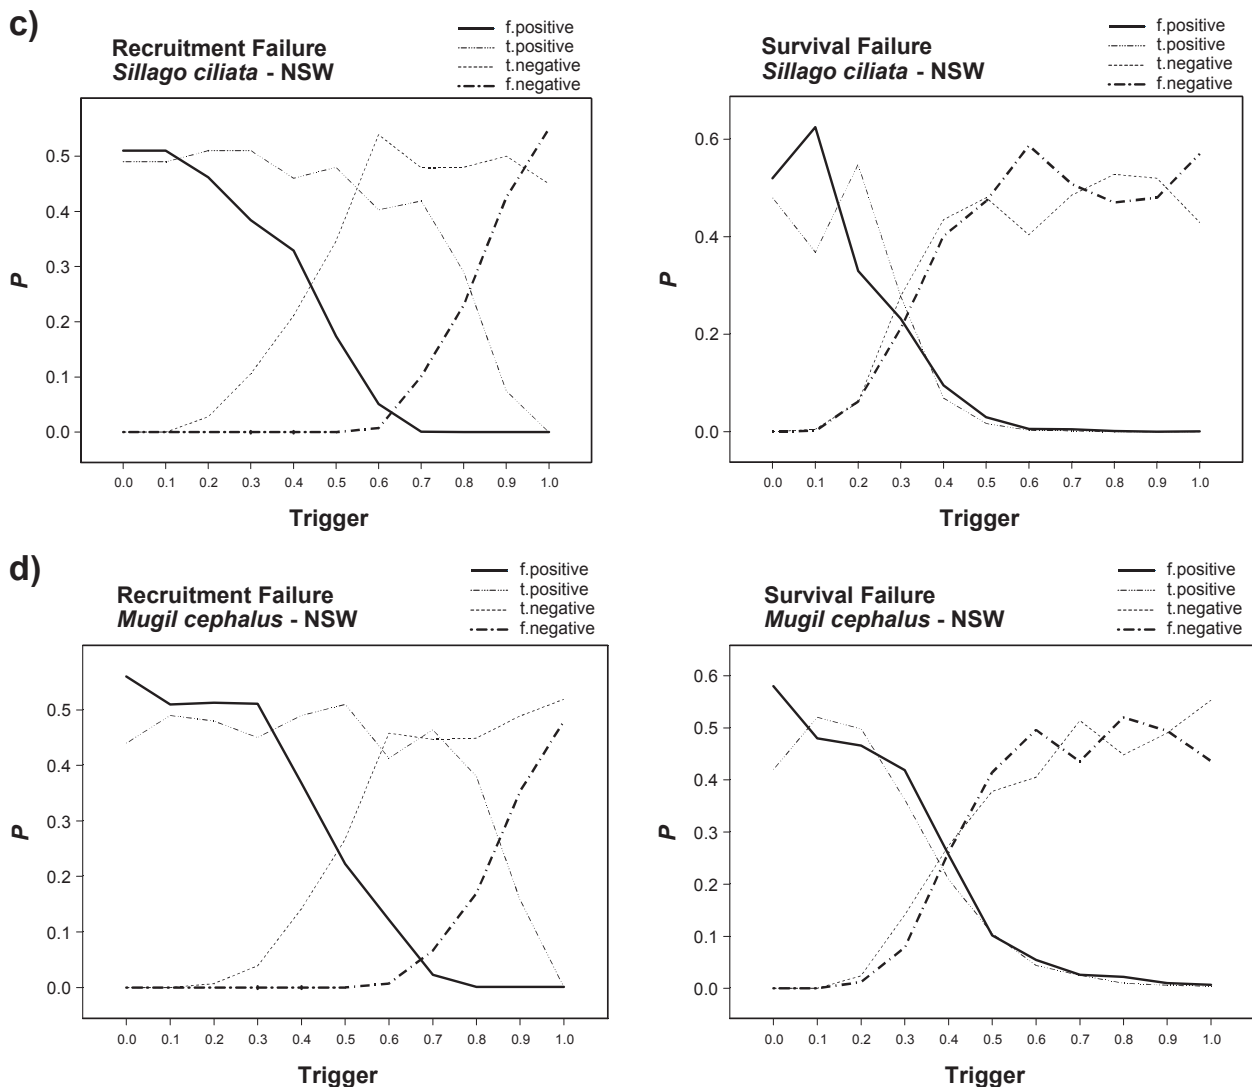 c)
Recruitment Failure
Sillago ciliata - NSW
f.positive
t.positive
t.negative
f.negative
0.5
0.4
0.3
0.2
0.1
0.0
P
0.0 0.1 0.2 0.3 0.4 0.5 0.6 0.7 0.8 0.9 1.0
Trigger
Survival Failure
Sillago ciliata - NSW
f.positive
t.positive
t.negative
f.negative
0.6
0.4
0.2
0.0
P
0.0 0.1 0.2 0.3 0.4 0.5 0.6 0.7 0.8 0.9 1.0
Trigger
d)
Recruitment Failure
Mugil cephalus - NSW
f.positive
t.positive
t.negative
f.negative
0.5
0.4
0.3
0.2
0.1
0.0
P
0.0 0.1 0.2 0.3 0.4 0.5 0.6 0.7 0.8 0.9 1.0
Trigger
Survival Failure
Mugil cephalus - NSW
f.positive
t.positive
t.negative
f.negative
0.6
0.5
0.4
0.3
0.2
0.1
0.0
P
0.0 0.1 0.2 0.3 0.4 0.5 0.6 0.7 0.8 0.9 1.0
Trigger